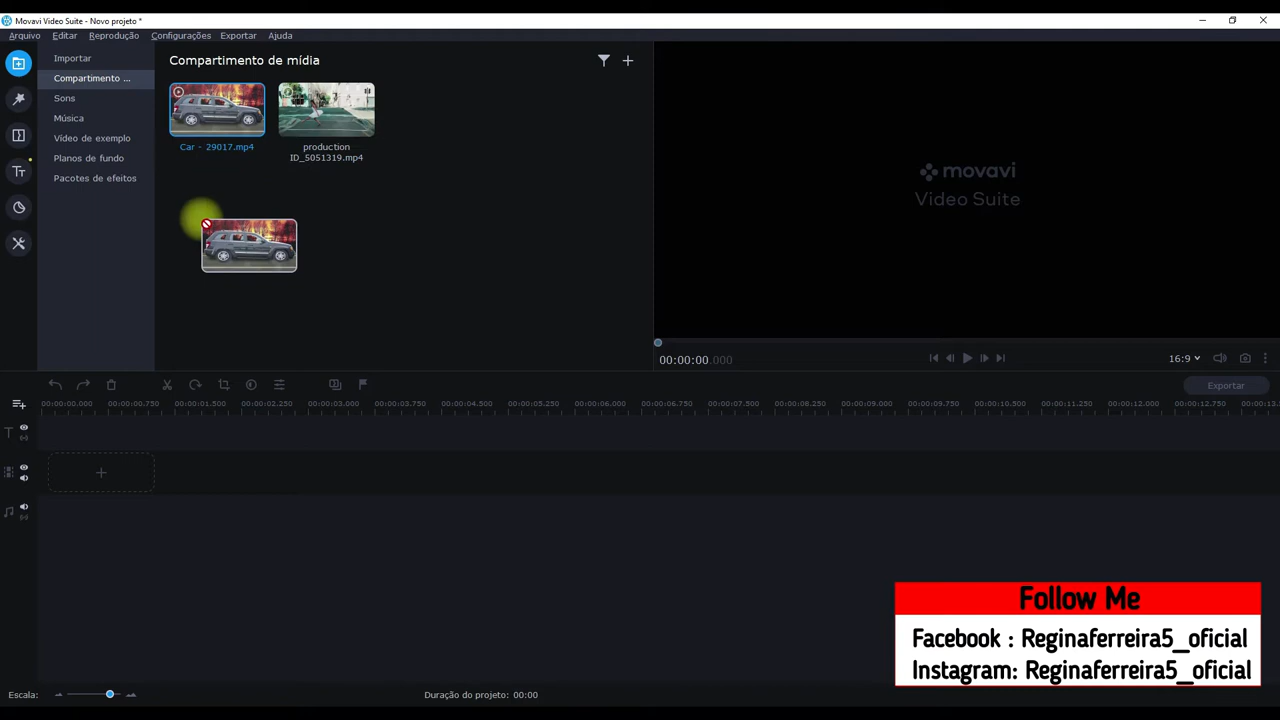 Movavi Video Suite - Novo projeto *
Arquivo Editar Reprodução Configurações Exportar Ajuda
Importar
Compartimento ...
Sons
Música
Vídeo de exemplo
Planos de fundo
Pacotes de efeitos
Compartimento de mídia
Car - 29017.mp4
production
ID_5051319.mp4
movavi
Video Suite
00:00:00.000
16:9
Exportar
00:00:00.000 00:00:00.750 00:00:01.500 00:00:02.250 00:00:03.000 00:00:03.750 00:00:04.500 00:00:05.250 00:00:06.000 00:00:06.750 00:00:07.500 00:00:08.250 00:00:09.000 00:00:09.750 00:00:10.500 00:00:11.250 00:00:12.000 00:00:12.750
Follow Me
Facebook : Reginaferreira5_oficial
Instagram: Reginaferreira5_oficial
Escala:
Duração do projeto: 00:00